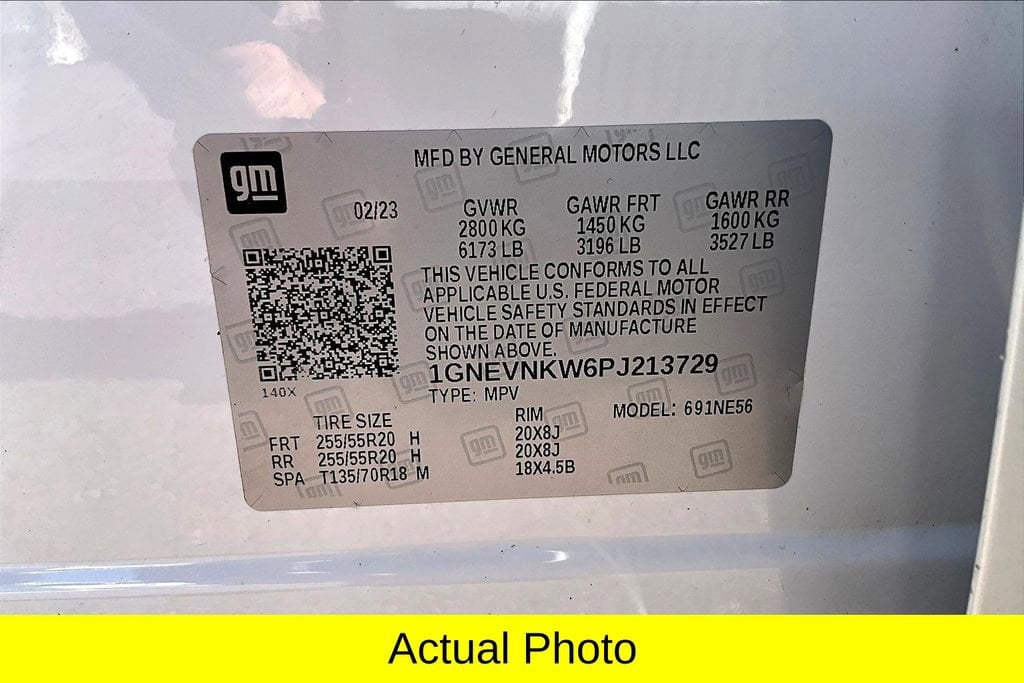 gm
MFD BY GENERAL MOTORS LLC
02/23
GVWR GAWR FRT GAWR RR
2800 KG 1450 KG 1600 KG
6173 LB 3196 LB 3527 LB
THIS VEHICLE CONFORMS TO ALL
APPLICABLE U.S. FEDERAL MOTOR
VEHICLE SAFETY STANDARDS IN EFFECT
ON THE DATE OF MANUFACTURE
SHOWN ABOVE.
1GNEVNKW6PJ213729
140X
TYPE: MPV
MODEL: 691NE56
TIRE SIZE RIM
FRT 255/55R20 H 20X8J
RR 255/55R20 H 20X8J
SPA T135/70R18 M 18X4.5B
Actual Photo